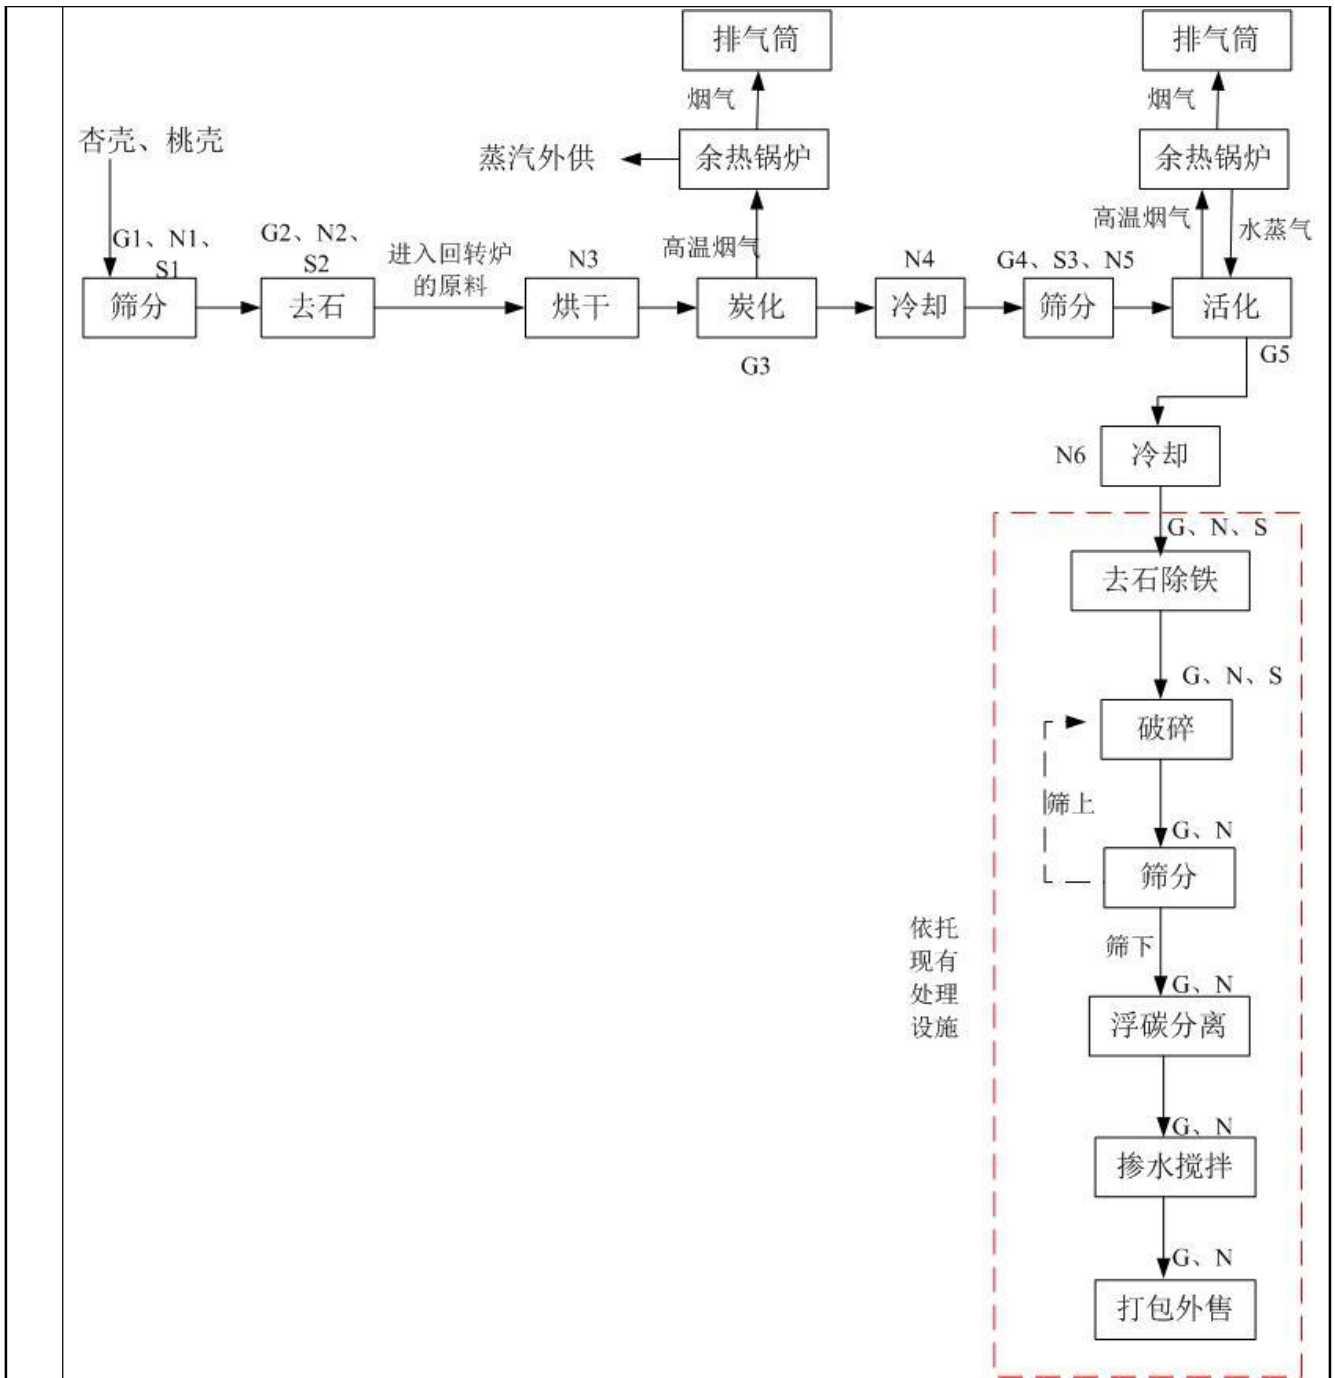 排气筒
排气筒
烟气
烟气
杏壳、桃壳
蒸汽外供
余热锅炉
余热锅炉
高温烟气
高温烟气
水蒸气
G1、N1、
S1
G2、N2、
S2
进入回转炉
的原料
N3
N4
G4、S3、N5
筛分
去石
烘干
炭化
冷却
筛分
活化
G3
G5
N6
冷却
G、N、S
去石除铁
G、N、S
破碎
筛上
G、N
筛分
筛下
依托
现有
处理
设施
G、N
浮碳分离
G、N
掺水搅拌
G、N
打包外售